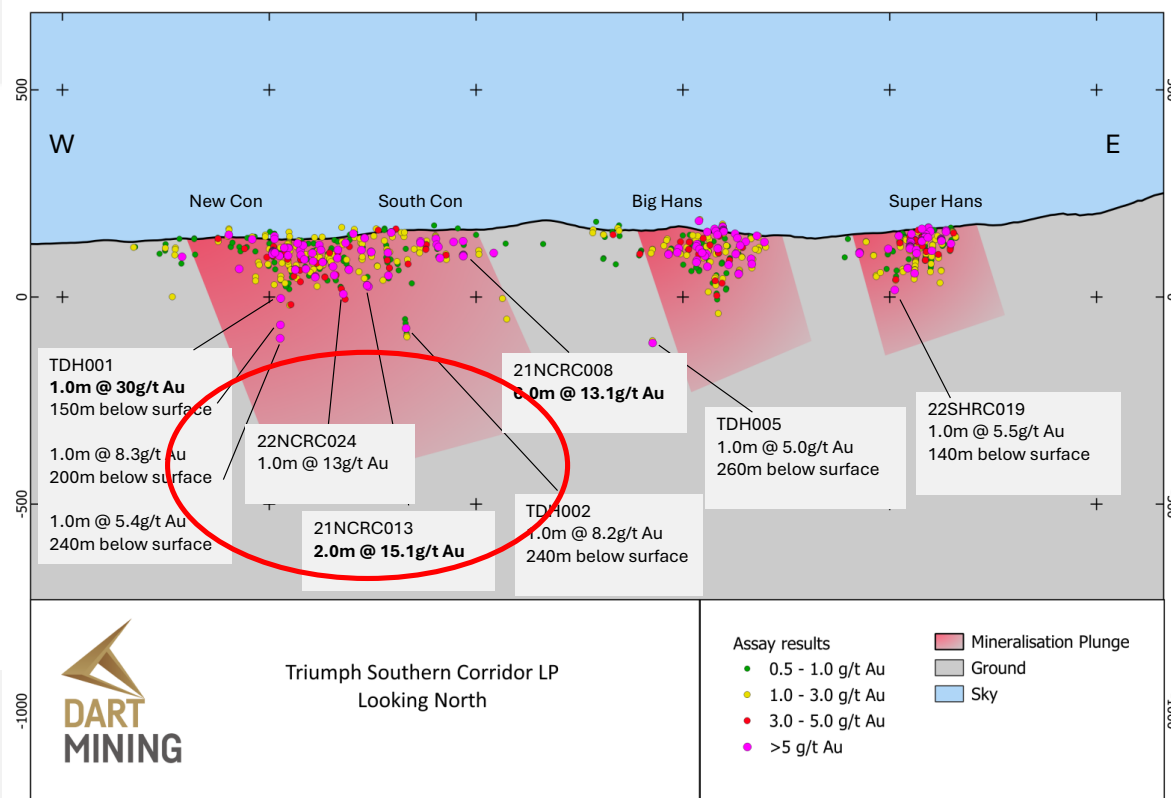 500
W
E
New Con
South Con
Big Hans
Super Hans
0
TDH001
1.0m @ 30g/t Au
150m below surface
1.0m @ 8.3g/t Au
200m below surface
1.0m @ 5.4g/t Au
240m below surface
22NCRC024
1.0m @ 13g/t Au
21NCRC013
2.0m @ 15.1g/t Au
21NCRC008
6.0m @ 13.1g/t Au
TDH002
1.0m @ 8.2g/t Au
240m below surface
TDH005
1.0m @ 5.0g/t Au
260m below surface
22SHRC019
1.0m @ 5.5g/t Au
140m below surface
-500
-1000
DART
MINING
Triumph Southern Corridor LP
Looking North
Assay results
0.5 - 1.0 g/t Au
1.0 - 3.0 g/t Au
3.0 - 5.0 g/t Au
>5 g/t Au
Mineralisation Plunge
Ground
Sky